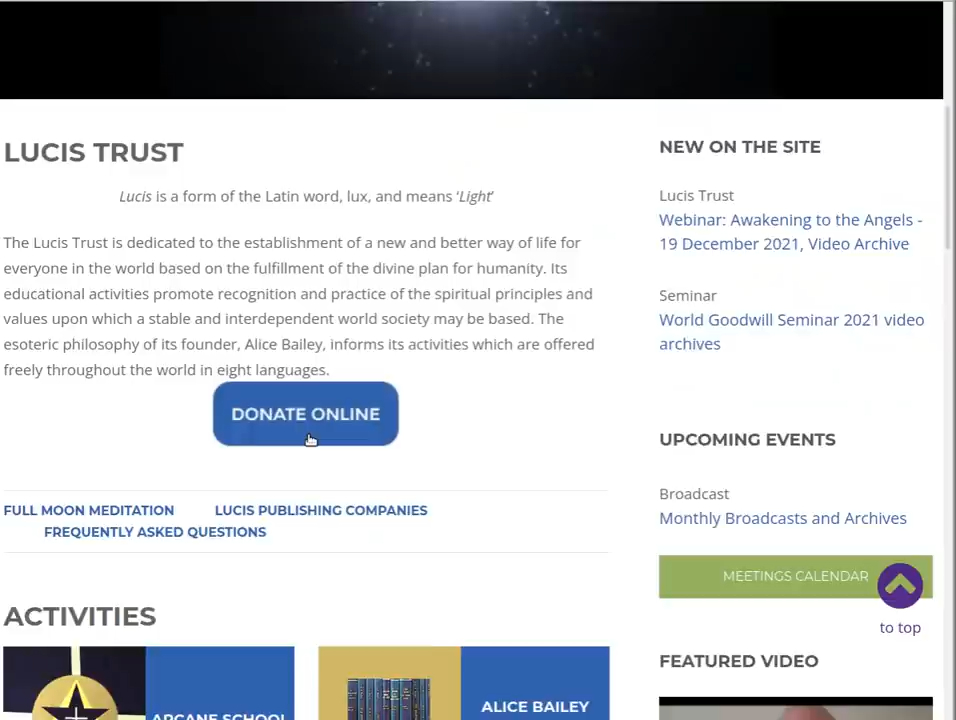 LUCIS TRUST
Lucis is a form of the Latin word, lux, and means ‘Light’
The Lucis Trust is dedicated to the establishment of a new and better way of life for
everyone in the world based on the fulfillment of the divine plan for humanity. Its
educational activities promote recognition and practice of the spiritual principles and
values upon which a stable and interdependent world society may be based. The
esoteric philosophy of its founder, Alice Bailey, informs its activities which are offered
freely throughout the world in eight languages.
DONATE ONLINE
FULL MOON MEDITATION
LUCIS PUBLISHING COMPANIES
FREQUENTLY ASKED QUESTIONS
ACTIVITIES
ARCANE SCHOOL
ALICE BAILEY
NEW ON THE SITE
Lucis Trust
Webinar: Awakening to the Angels -
19 December 2021, Video Archive
Seminar
World Goodwill Seminar 2021 video
archives
UPCOMING EVENTS
Broadcast
Monthly Broadcasts and Archives
MEETINGS CALENDAR
to top
FEATURED VIDEO